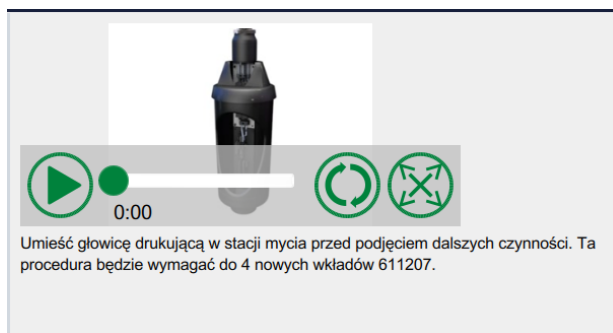 0:00
Umieść głowicę drukującą w stacji mycia przed podjęciem dalszych czynności. Ta
procedura będzie wymagać do 4 nowych wkładów 611207.